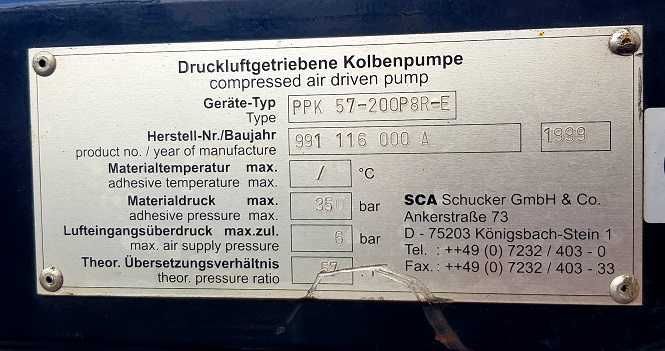 Druckluftgetriebene Kolbenpumpe
compressed air driven pump
Geräte-Typ PPK 57-200P8R-E
Type
Herstell-Nr./Baujahr 991 116 000 A 1999
product no. / year of manufacture
Materialtemperatur max. / °C
adhesive temperature max.
Materialdruck max. 350 bar
adhesive pressure max.
Lufteingangsüberdruck max.zul. 6 bar
max. air supply pressure
Theor. Übersetzungsverhältnis 57
theor. pressure ratio
SCA Schucker GmbH & Co.
Ankerstraße 73
D - 75203 Königsbach-Stein 1
Tel. : ++49 (0) 7232 / 403 - 0
Fax.: ++49 (0) 7232 / 403 - 33